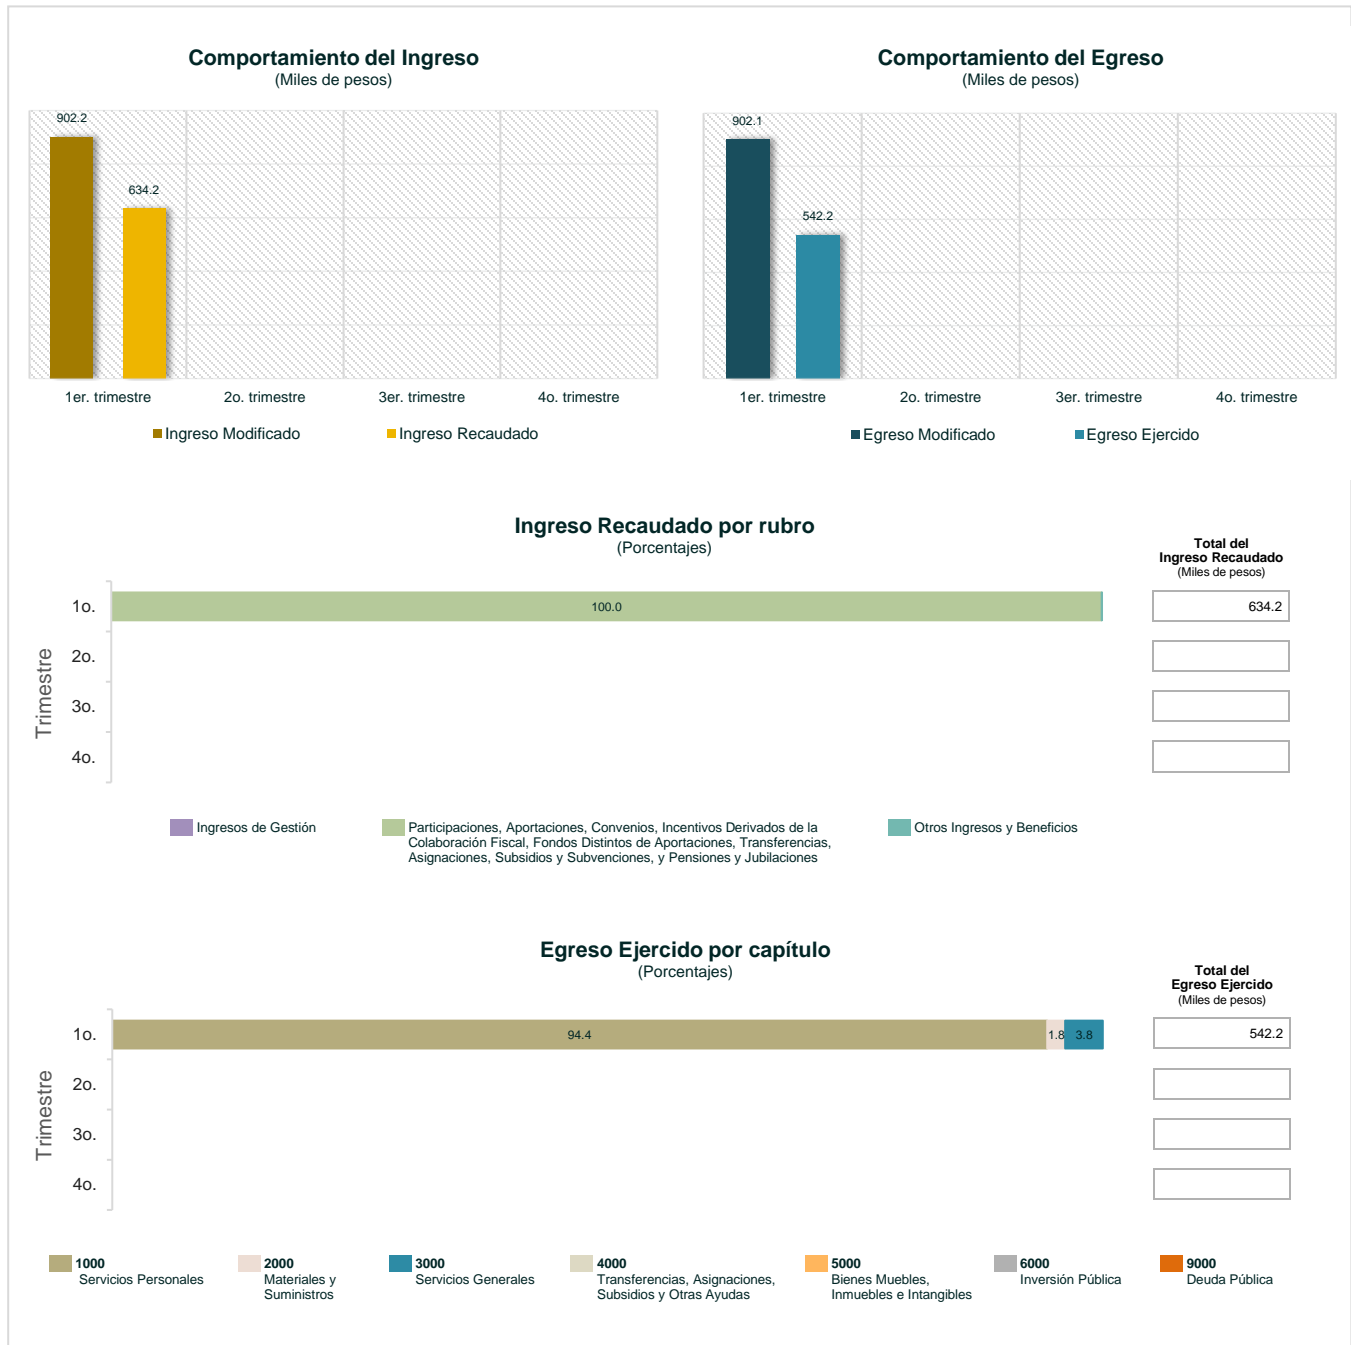 Comportamiento del Ingreso
(Miles de pesos)
902.2
634.2
1er. trimestre
2o. trimestre
3er. trimestre
4o. trimestre
Ingreso Modificado
Ingreso Recaudado
Comportamiento del Egreso
(Miles de pesos)
902.1
542.2
1er. trimestre
2o. trimestre
3er. trimestre
4o. trimestre
Egreso Modificado
Egreso Ejercido
Ingreso Recaudado por rubro
(Porcentajes)
Total del
Ingreso Recaudado
(Miles de pesos)
Trimestre
1o.
100.0
634.2
2o.
3o.
4o.
Ingresos de Gestión
Participaciones, Aportaciones, Convenios, Incentivos Derivados de la
Colaboración Fiscal, Fondos Distintos de Aportaciones, Transferencias,
Asignaciones, Subsidios y Subvenciones, y Pensiones y Jubilaciones
Otros Ingresos y Beneficios
Egreso Ejercido por capítulo
(Porcentajes)
Total del
Egreso Ejercido
(Miles de pesos)
Trimestre
1o.
94.4
1.8
3.8
542.2
2o.
3o.
4o.
1000
Servicios Personales
2000
Materiales y
Suministros
3000
Servicios Generales
4000
Transferencias, Asignaciones,
Subsidios y Otras Ayudas
5000
Bienes Muebles,
Inmuebles e Intangibles
6000
Inversión Pública
9000
Deuda Pública